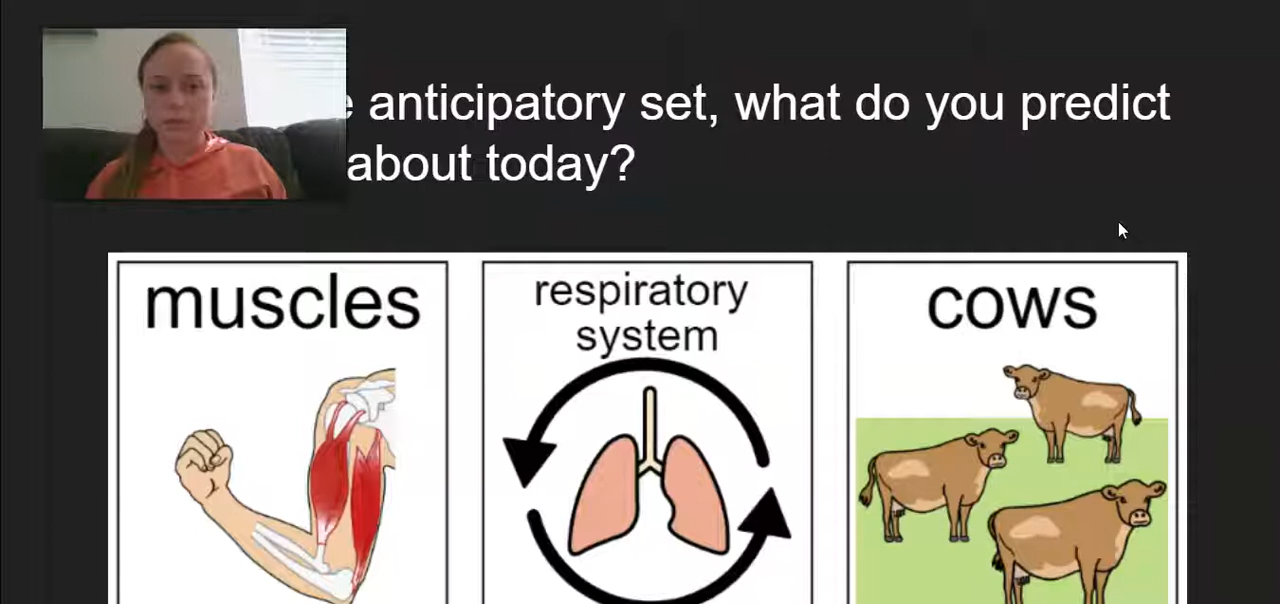 anticipatory set, what do you predict
about today?
muscles
respiratory
system
cows